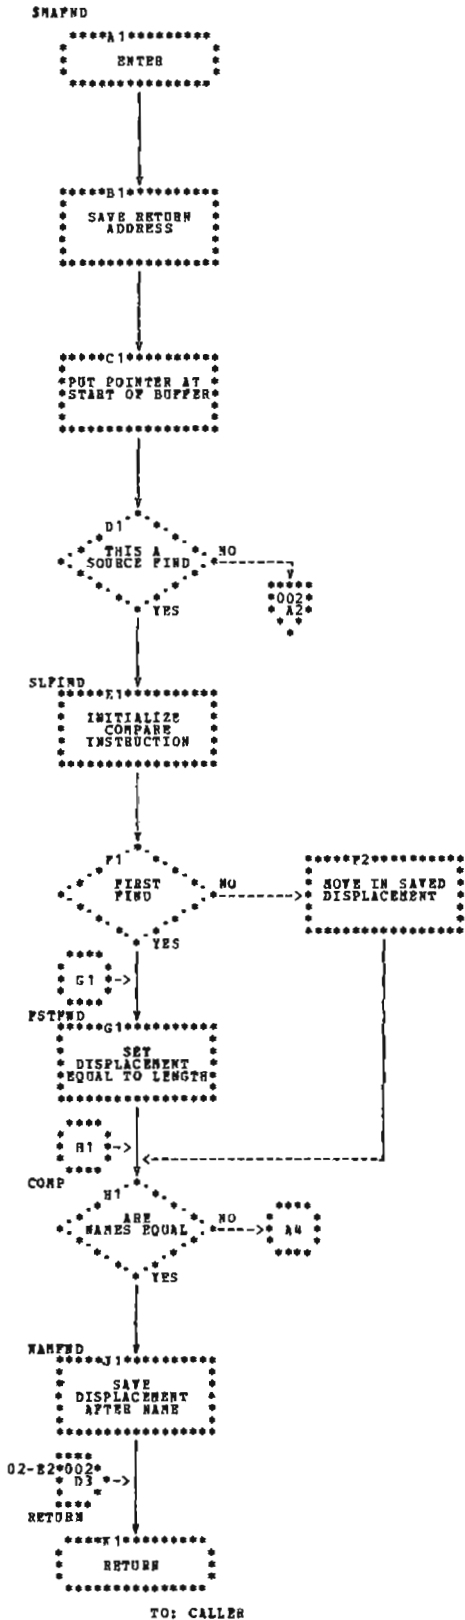 $MAFND
A1
ENTER
B1
SAVE RETURN
ADDRESS
C1
PUT POINTER AT
START OF BUFFER
D1
THIS A
SOURCE FIND
NO
002
A2
YES
SLFIND
E1
INITIALIZE
COMPARE
INSTRUCTION
F1
FIRST
FIND
NO
F2
MOVE IN SAVED
DISPLACEMENT
YES
G1
FSTFND
G1
SET
DISPLACEMENT
EQUAL TO LENGTH
H1
COMP
H1
ARE
NAMES EQUAL
NO
A4
YES
NAMFND
J1
SAVE
DISPLACEMENT
AFTER NAME
02-E2*002
D3
RETURN
K1
RETURN
TO: CALLER